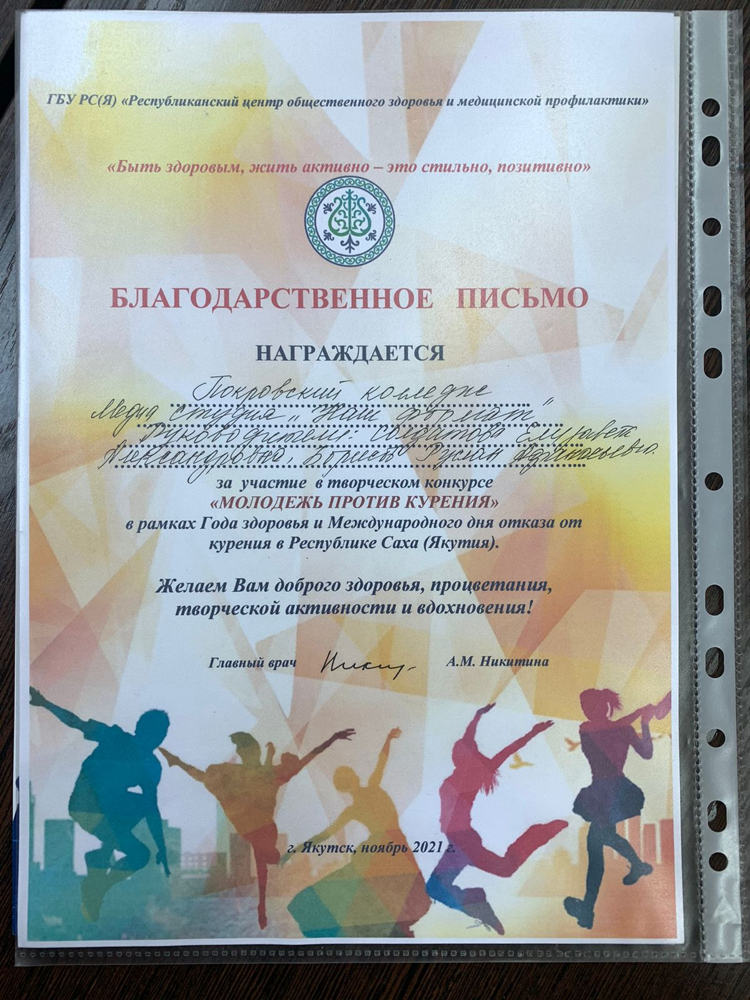 ГБУ РС(Я) «Республиканский центр общественного здоровья и медицинской профилактики»
«Быть здоровым, жить активно – это стильно, позитивно»
БЛАГОДАРСТВЕННОЕ ПИСЬМО
НАГРАЖДАЕТСЯ
Покровский колледж
Медиа студия „Наш формат"
Руководители: Солдатова Елизавета
Александровна, Борисов Руслан
за участие в творческом конкурсе
«МОЛОДЕЖЬ ПРОТИВ КУРЕНИЯ»
в рамках Года здоровья и Международного дня отказа от
курения в Республике Саха (Якутия).
Желаем Вам доброго здоровья, процветания,
творческой активности и вдохновения!
Главный врач А.М. Никитина
г. Якутск, ноябрь 2021 г.